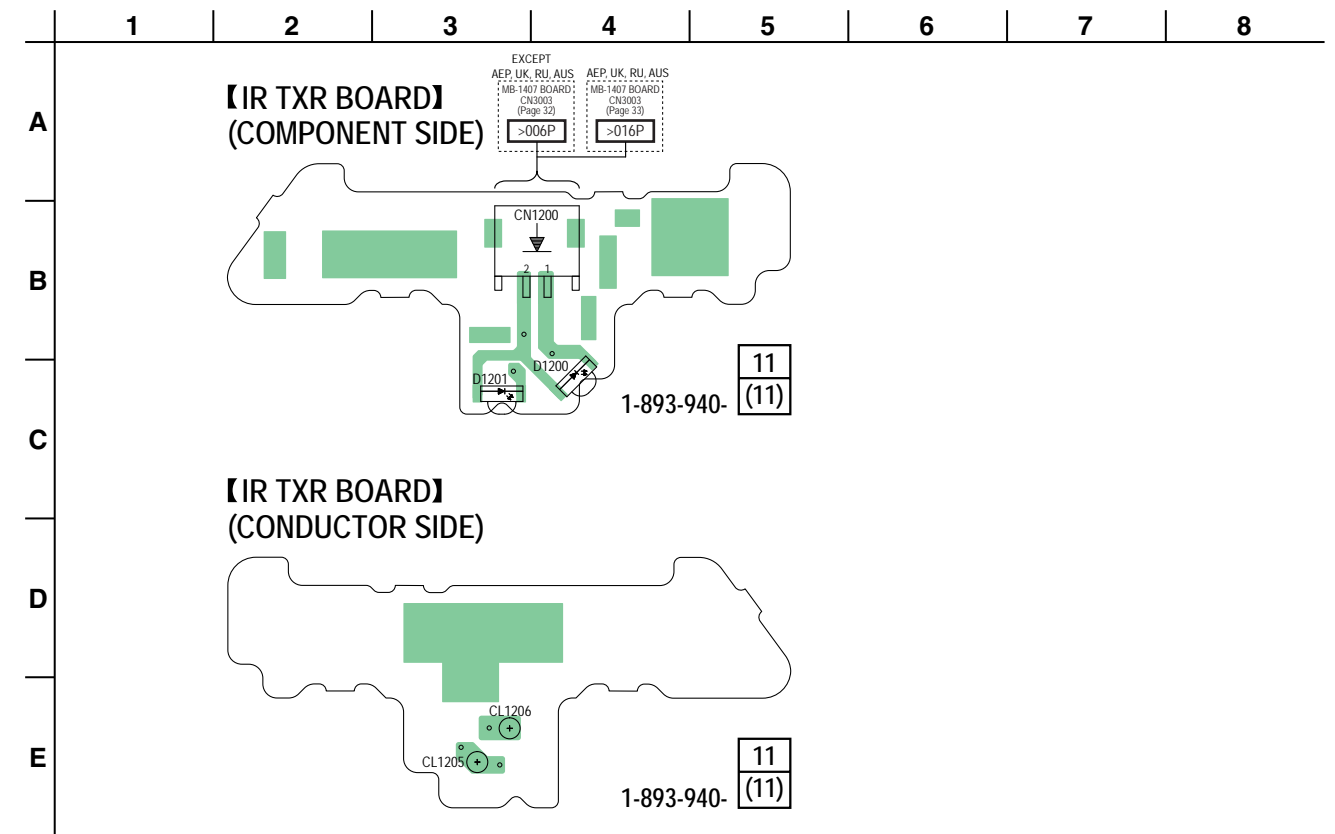 1 2 3 4 5 6 7 8
A
B
C
D
E
【IR TXR BOARD】
(COMPONENT SIDE)
EXCEPT
AEP, UK, RU, AUS
MB-1407 BOARD
CN3003
(Page 32)
>006P
AEP, UK, RU, AUS
MB-1407 BOARD
CN3003
(Page 33)
>016P
CN1200
2 1
D1200
D1201
1-893-940-
11
(11)
【IR TXR BOARD】
(CONDUCTOR SIDE)
CL1206
CL1205
1-893-940-
11
(11)